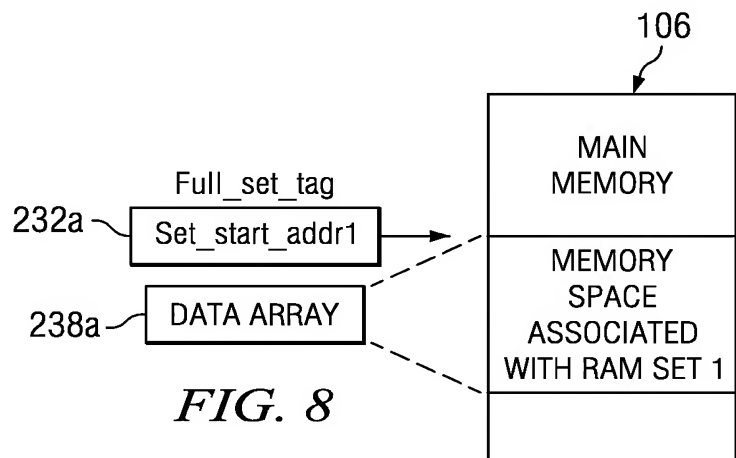 106
MAIN
MEMORY
Full_set_tag
232a
Set_start_addr1
MEMORY
SPACE
ASSOCIATED
WITH RAM SET 1
238a
DATA ARRAY
FIG. 8